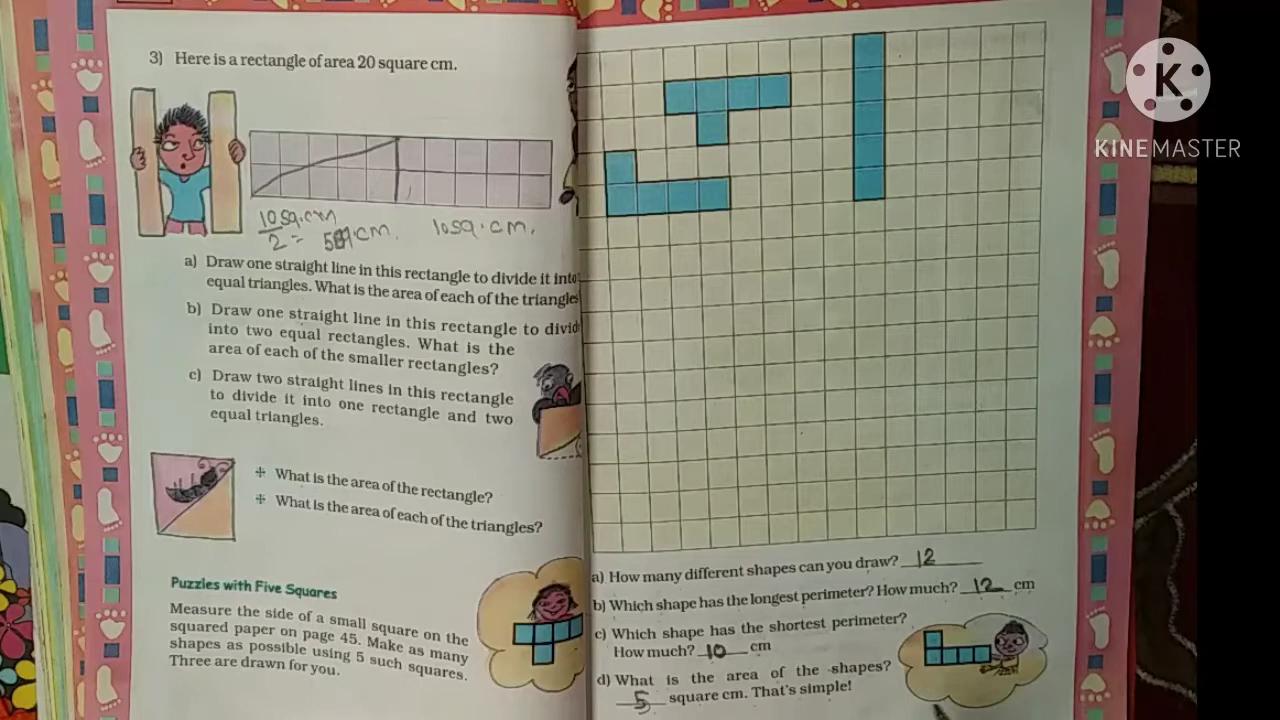 3) Here is a rectangle of area 20 square cm.
10sq.cm
2 = 5 cm.
10sq.cm.
a) Draw one straight line in this rectangle to divide it into
equal triangles. What is the area of each of the triangles
b) Draw one straight line in this rectangle to divid
into two equal rectangles. What is the
area of each of the smaller rectangles?
c) Draw two straight lines in this rectangle
to divide it into one rectangle and two
equal triangles.
+ What is the area of the rectangle?
+ What is the area of each of the triangles?
Puzzles with Five Squares
Measure the side of a small square on the
squared paper on page 45. Make as many
shapes as possible using 5 such squares.
Three are drawn for you.
a) How many different shapes can you draw? 12
b) Which shape has the longest perimeter? How much? 12 cm
c) Which shape has the shortest perimeter?
How much? 10 cm
d) What is the area of the shapes?
5 square cm. That's simple!
K
KINEMASTER